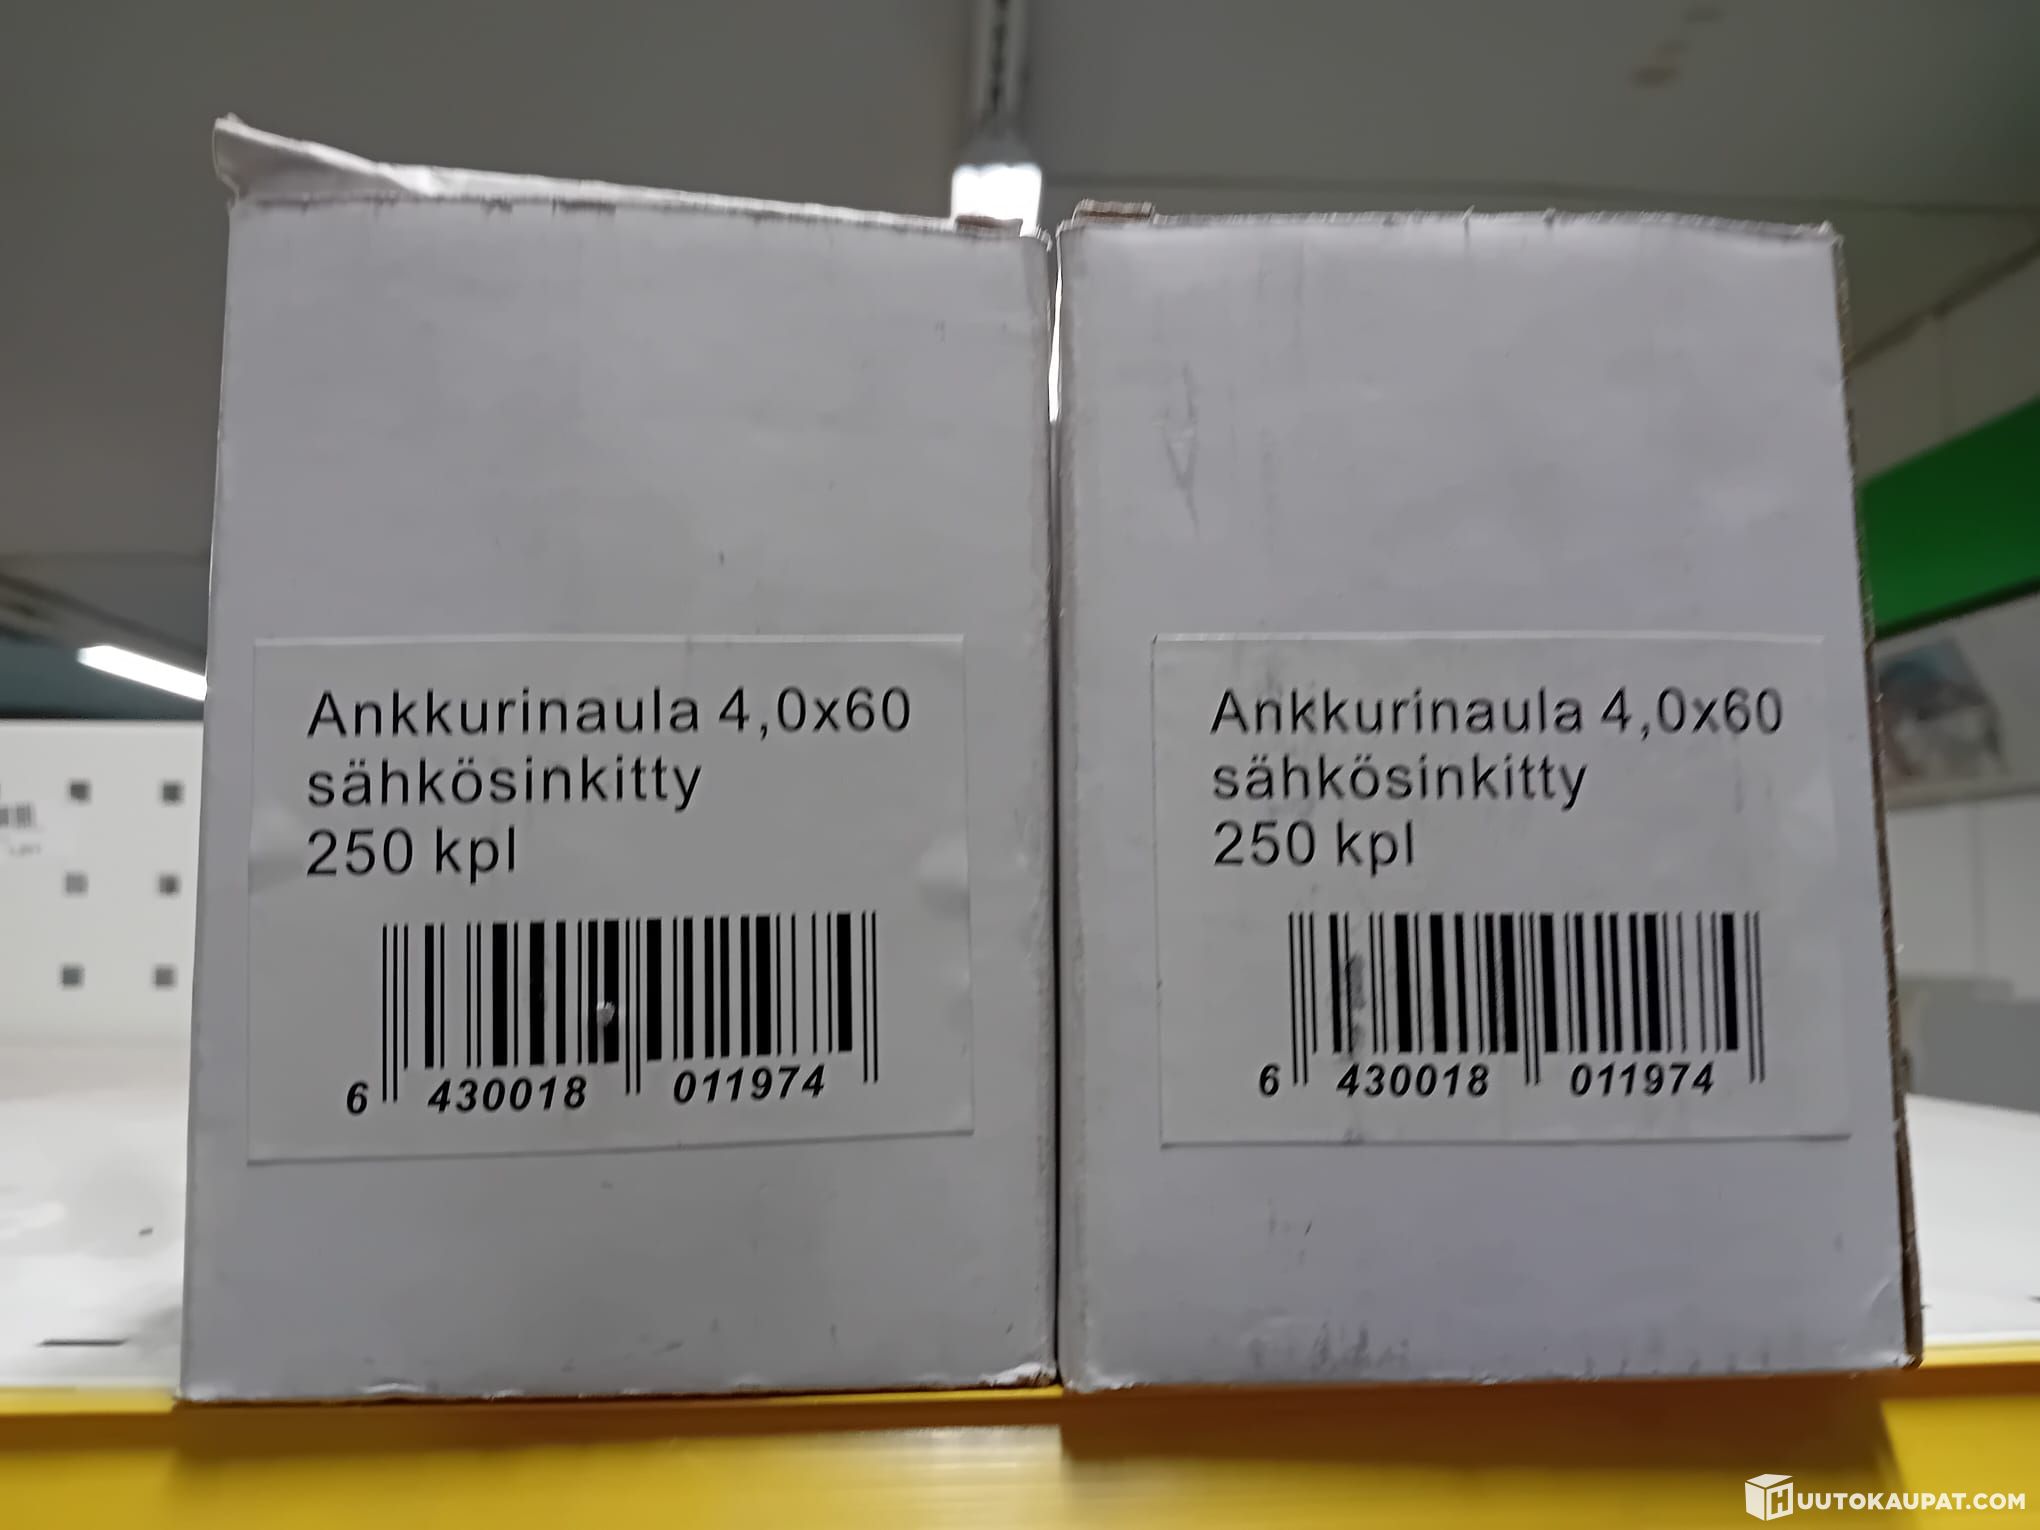 Ankkurinaula 4,0x60
sähkösinkitty
250 kpl
6 430018 011974
Ankkurinaula 4,0x60
sähkösinkitty
250 kpl
6 430018 011974
HUUTOKAUPAT.COM